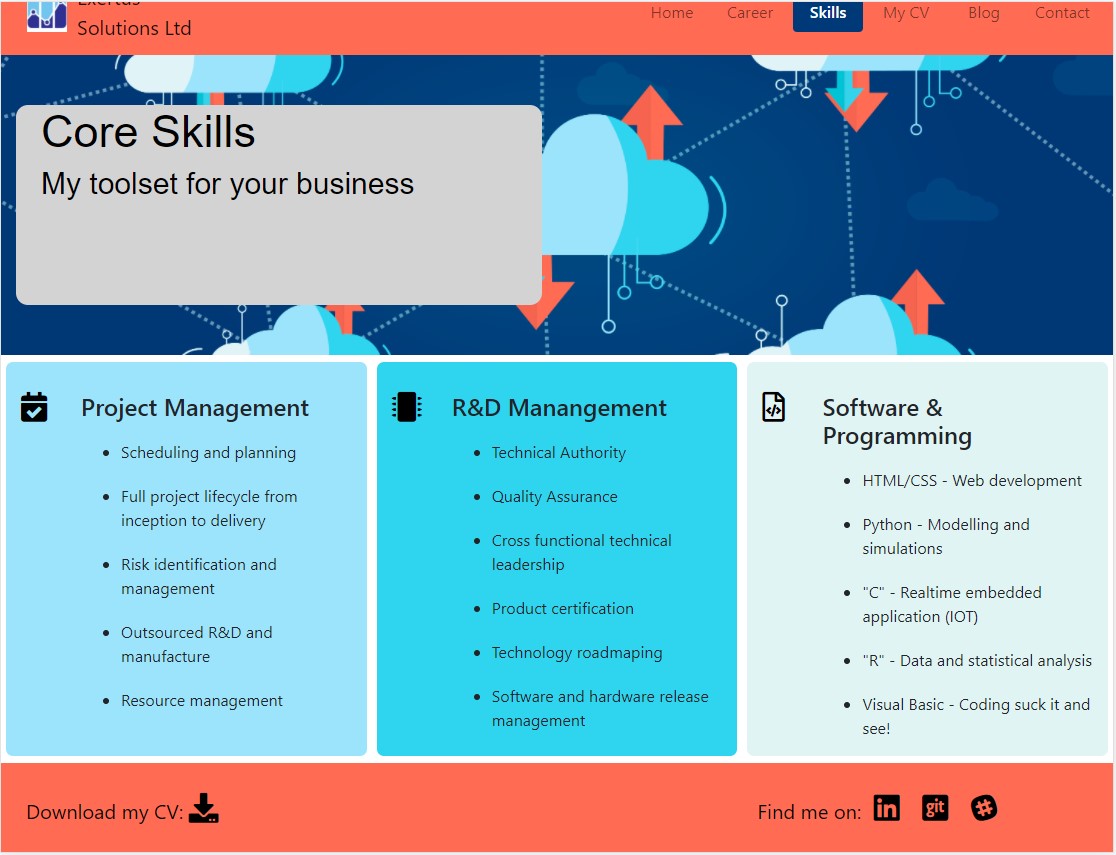 Exertus
Solutions Ltd
Home Career Skills My CV Blog Contact
Core Skills
My toolset for your business
Project Management
Scheduling and planning
Full project lifecycle from
inception to delivery
Risk identification and
management
Outsourced R&D and
manufacture
Resource management
R&D Manangement
Technical Authority
Quality Assurance
Cross functional technical
leadership
Product certification
Technology roadmaping
Software and hardware release
management
Software &
Programming
HTML/CSS - Web development
Python - Modelling and
simulations
"C" - Realtime embedded
application (IOT)
"R" - Data and statistical analysis
Visual Basic - Coding suck it and
see!
Download my CV:
Find me on: in git